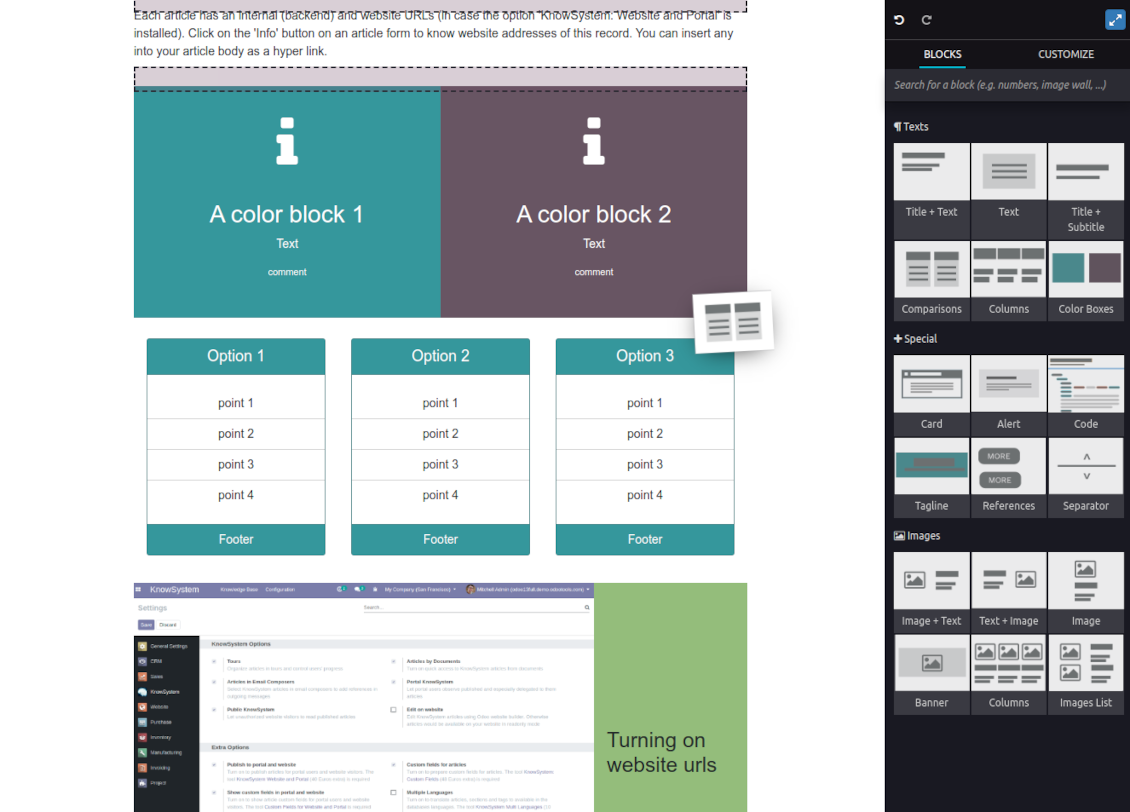 Each article has an internal (backend) and website URLs (in case the option 'KnowSystem: Website and Portal' is
installed). Click on the 'Info' button on an article form to know website addresses of this record. You can insert any
into your article body as a hyper link.
A color block 1
Text
comment
A color block 2
Text
comment
Option 1
point 1
point 2
point 3
point 4
Footer
Option 2
point 1
point 2
point 3
point 4
Footer
Option 3
point 1
point 2
point 3
point 4
Footer
KnowSystem Knowledge Base Configuration My Company (San Francisco)
Settings
Search...
Save Discard
General Settings
CRM
Sales
KnowSystem
Website
Purchase
Inventory
Manufacturing
Invoicing
Project
KnowSystem Options
Tours
Articles by Documents
Articles in Email Composers
Portal KnowSystem
Public KnowSystem
Edit on website
Extra Options
Publish to portal and website
Custom fields for articles
Show custom fields in portal and website
Multiple Languages
Turning on
website urls
BLOCKS CUSTOMIZE
Search for a block (e.g. numbers, image wall, ...)
Texts
Title + Text
Text
Title +
Subtitle
Comparisons
Columns
Color Boxes
Special
Card
Alert
Code
Tagline
MORE
MORE
References
Separator
Images
Image + Text
Text + Image
Image
Banner
Columns
Images List